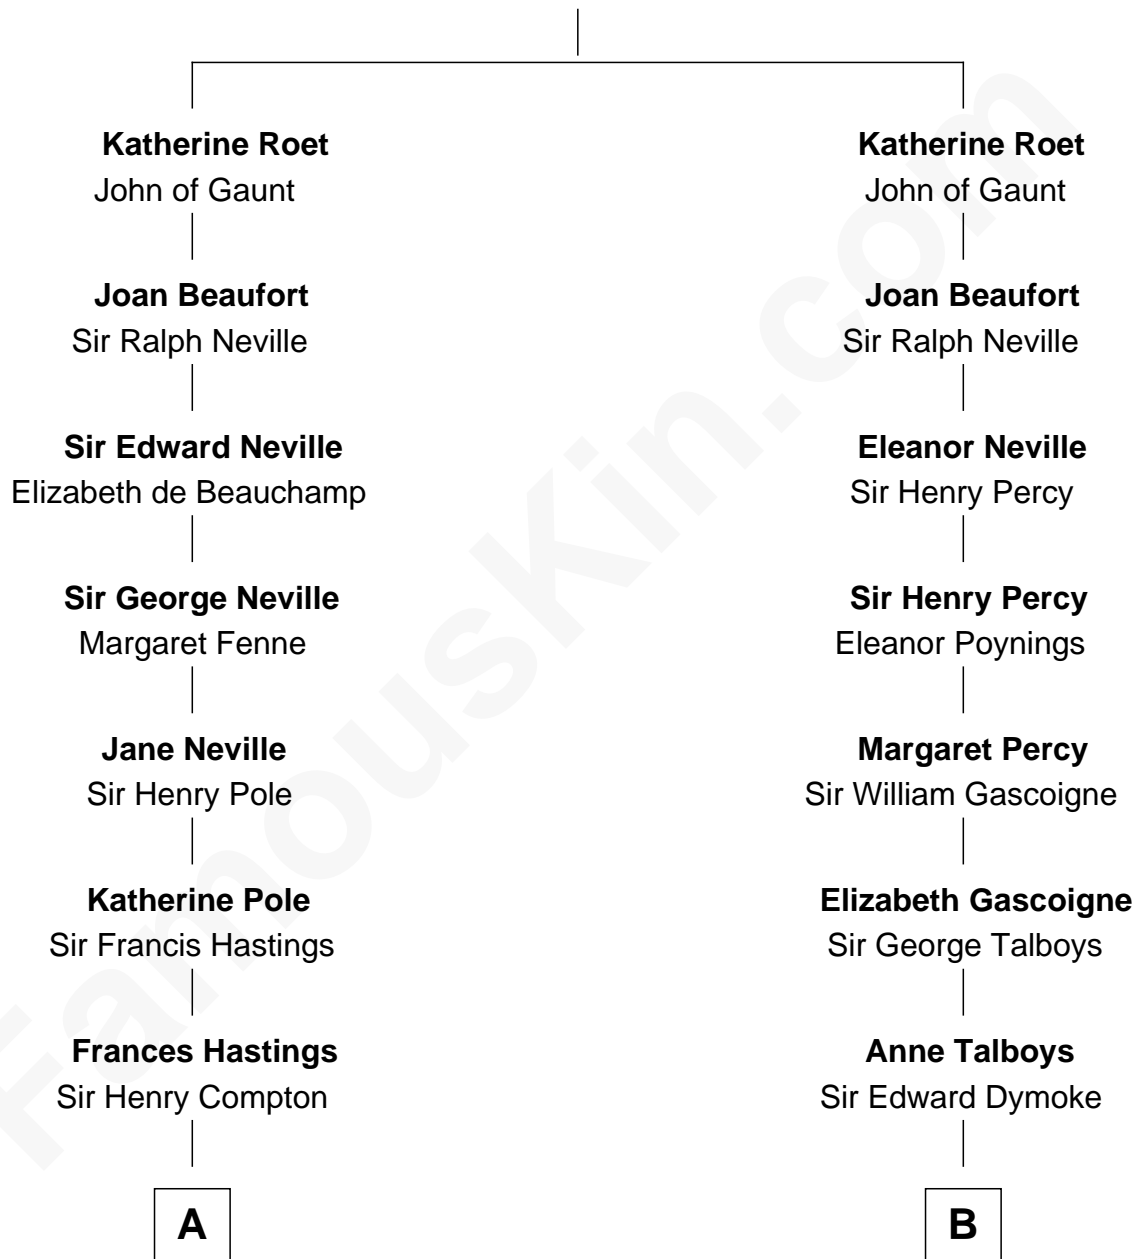 Katherine Roet
John of Gaunt
Joan Beaufort
Sir Ralph Neville
Sir Edward Neville
Elizabeth de Beauchamp
Sir George Neville
Margaret Fenne
Jane Neville
Sir Henry Pole
Katherine Pole
Sir Francis Hastings
Frances Hastings
Sir Henry Compton
A
Katherine Roet
John of Gaunt
Joan Beaufort
Sir Ralph Neville
Eleanor Neville
Sir Henry Percy
Sir Henry Percy
Eleanor Poynings
Margaret Percy
Sir William Gascoigne
Elizabeth Gascoigne
Sir George Talboys
Anne Talboys
Sir Edward Dymoke
B
FamousKin.com